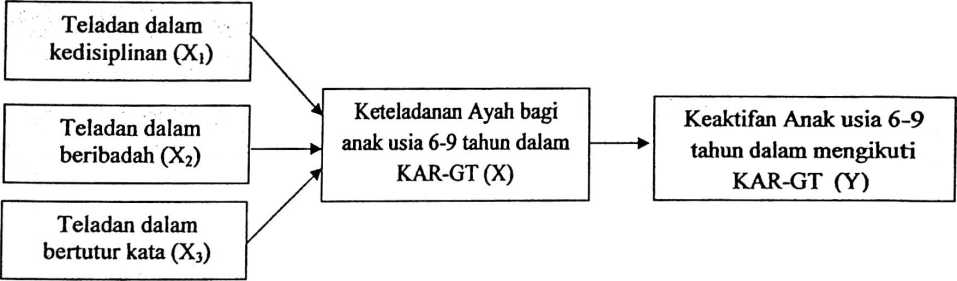 Teladan dalam
kedisiplinan (X₁)
Teladan dalam
beribadah (X₂)
Teladan dalam
bertutur kata (X₃)
Keteladanan Ayah bagi
anak usia 6-9 tahun dalam
KAR-GT (X)
Keaktifan Anak usia 6-9
tahun dalam mengikuti
KAR-GT (Y)